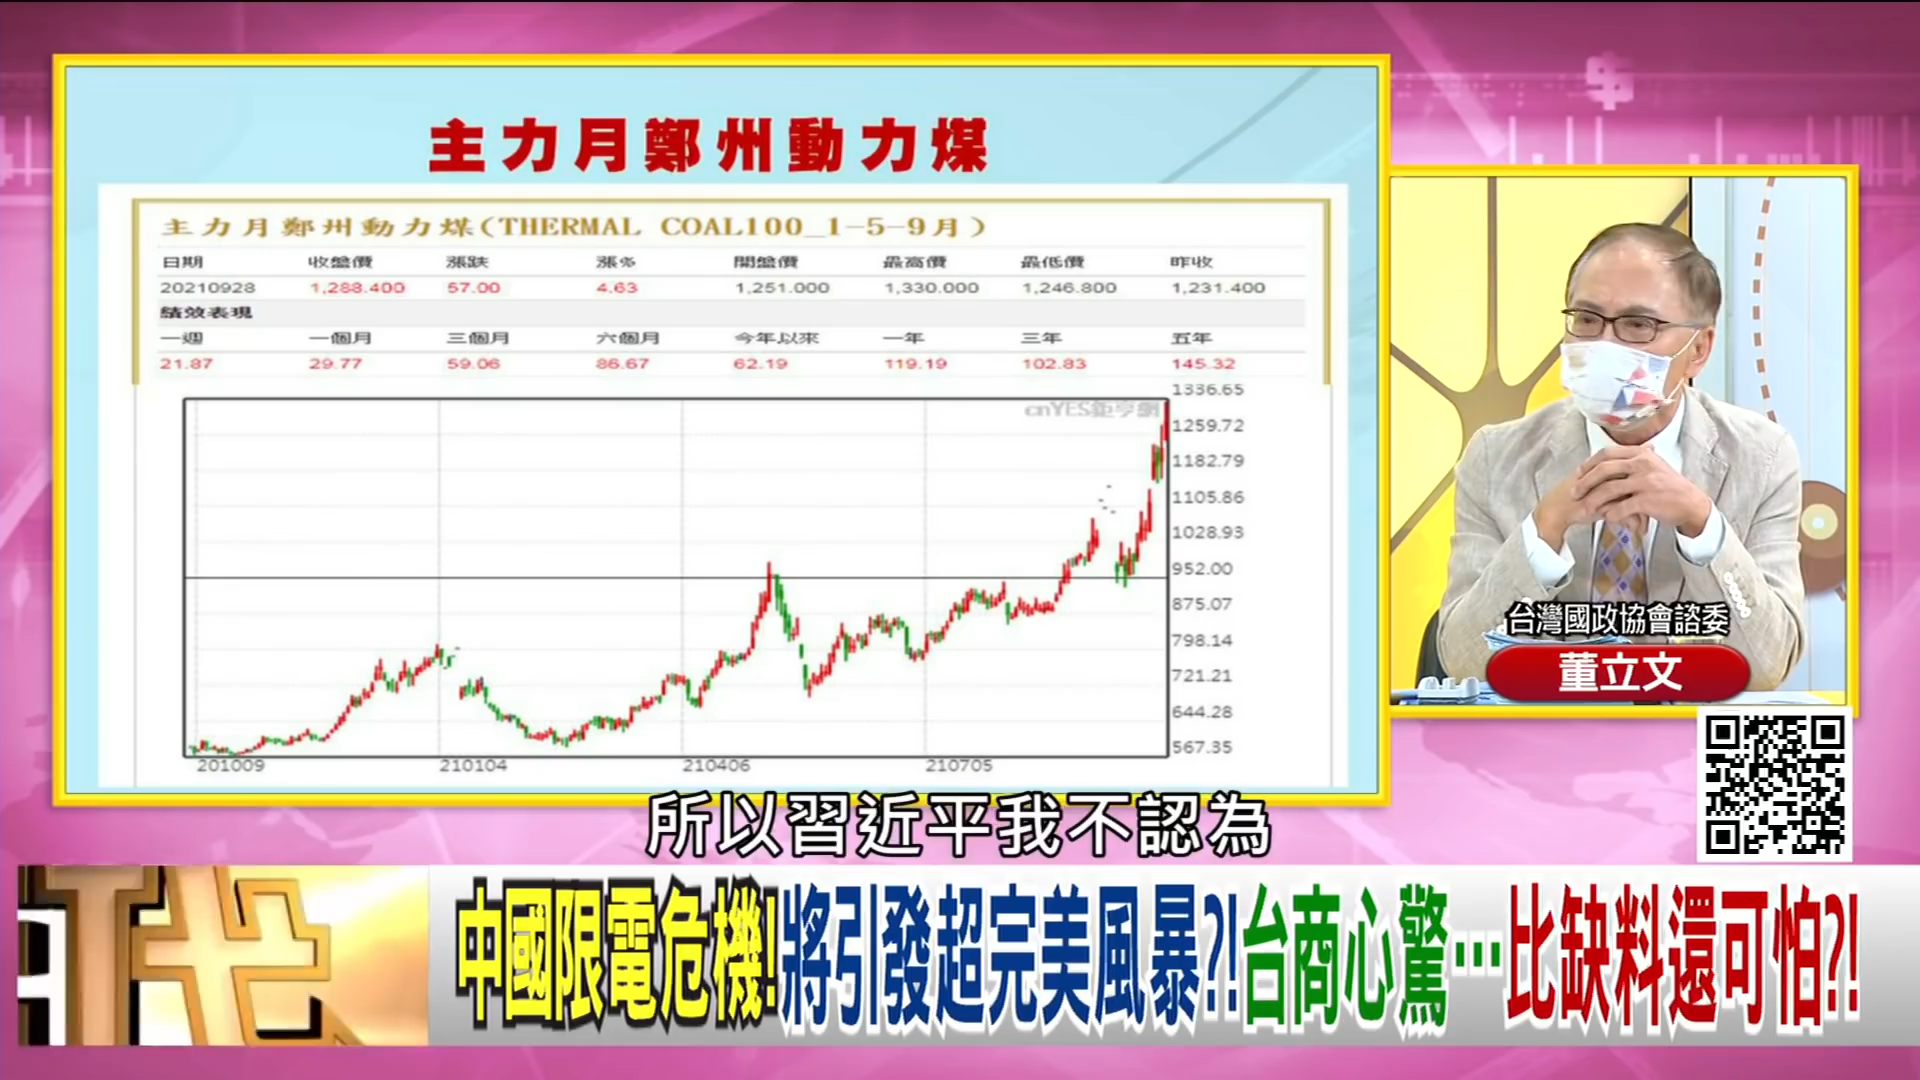 主力月鄭州動力煤
主力月鄭州動力煤(THERMAL COAL100_1-5-9月)
日期 收盤價 漲跌 漲% 開盤價 最高價 最低價 昨收
20210928 1,288.400 57.00 4.63 1,251.000 1,330.000 1,246.800 1,231.400
績效表現
一週 一個月 三個月 六個月 今年以來 一年 三年 五年
21.87 29.77 59.06 86.67 62.19 119.19 102.83 145.32
cnYES鉅亨網
1336.65
1259.72
1182.79
1105.86
1028.93
952.00
875.07
798.14
721.21
644.28
567.35
201009 210104 210406 210705
台灣國政協會諮委
董立文
所以習近平我不認為
中國限電危機!將引發超完美風暴?!台商心驚…比缺料還可怕?!